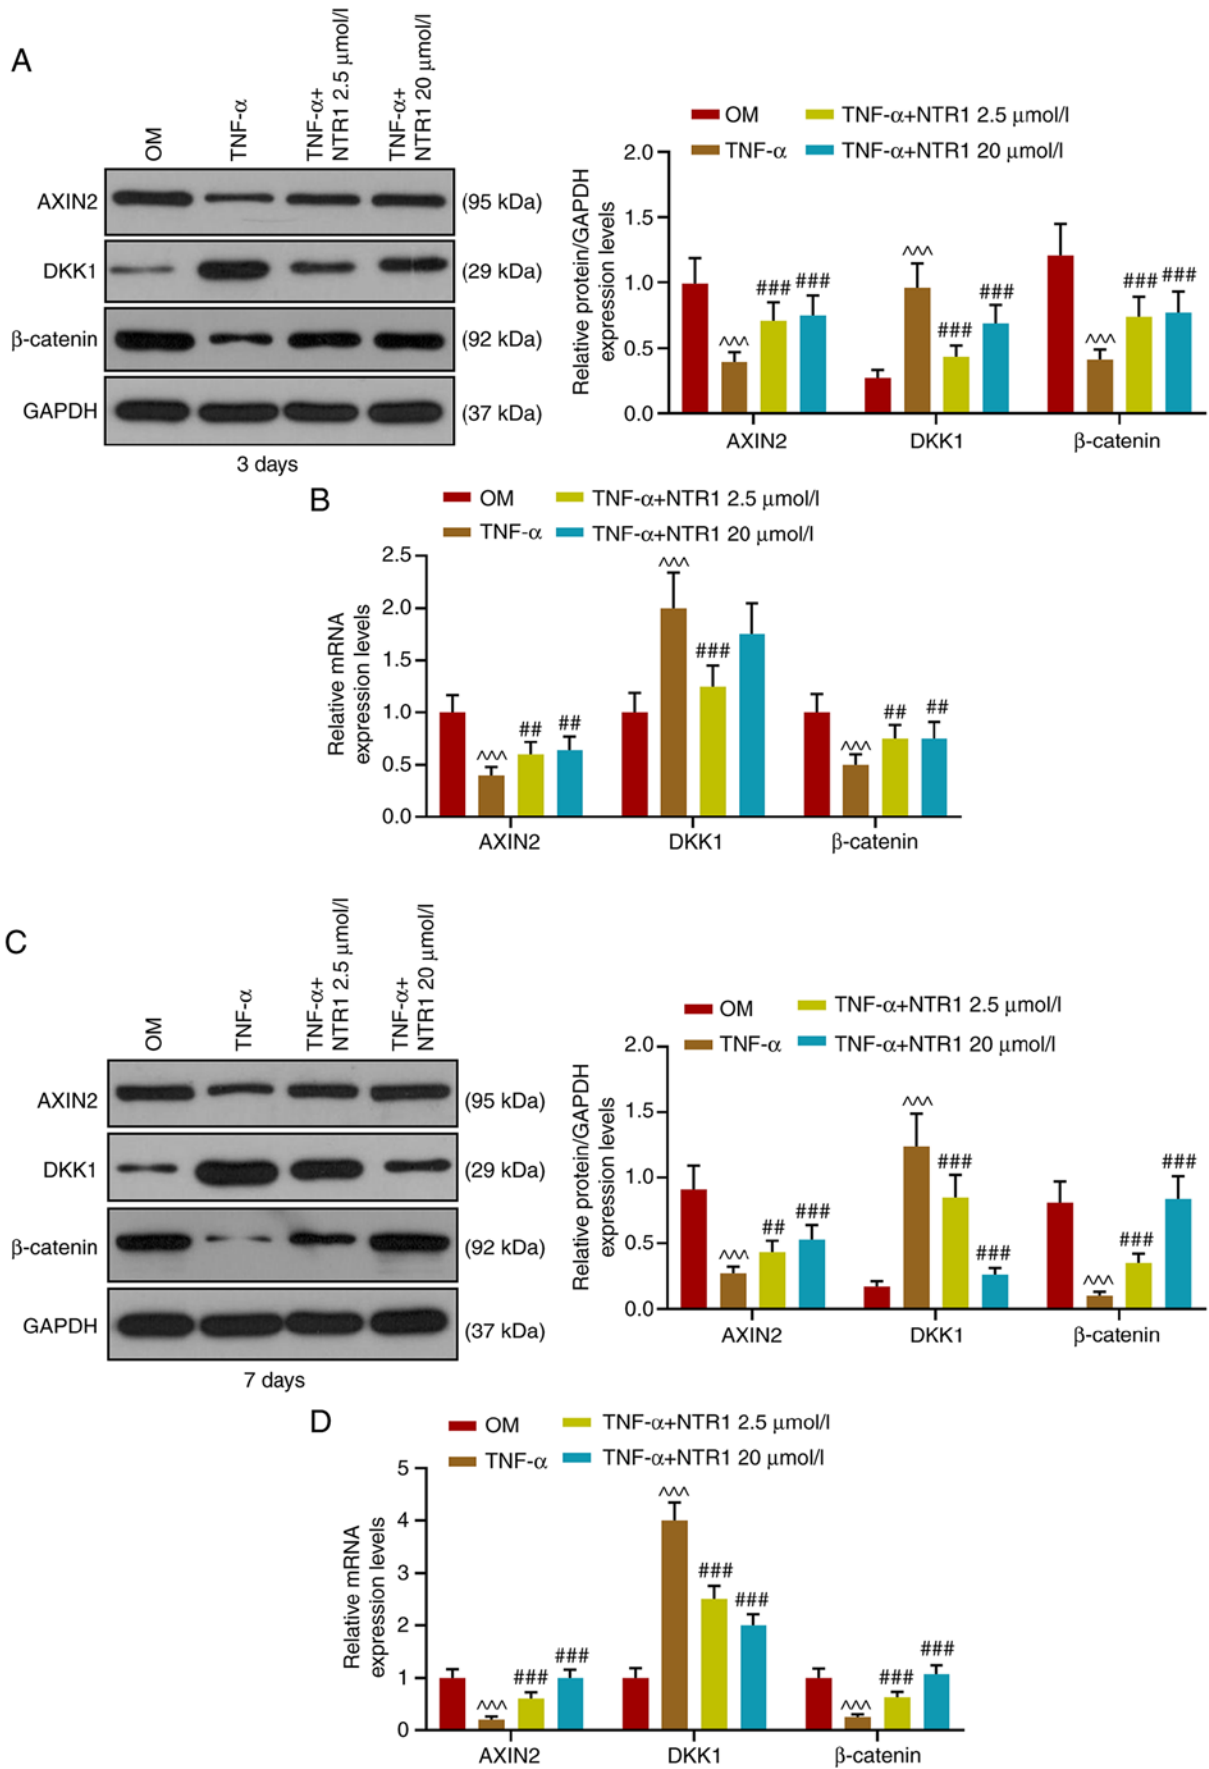 A
OM
TNF-α
TNF-α+
NTR1 2.5 μmol/l
TNF-α+
NTR1 20 μmol/l
AXIN2
(95 kDa)
DKK1
(29 kDa)
β-catenin
(92 kDa)
GAPDH
(37 kDa)
3 days
OM
TNF-α+NTR1 2.5 μmol/l
TNF-α
TNF-α+NTR1 20 μmol/l
Relative protein/GAPDH
expression levels
2.0
1.5
1.0
0.5
0.0
^^^
###
###
^^^
###
###
^^^
###
###
AXIN2
DKK1
β-catenin
B
OM
TNF-α+NTR1 2.5 μmol/l
TNF-α
TNF-α+NTR1 20 μmol/l
Relative mRNA
expression levels
2.5
2.0
1.5
1.0
0.5
0.0
^^^
##
##
^^^
###
^^^
##
##
AXIN2
DKK1
β-catenin
C
OM
TNF-α
TNF-α+
NTR1 2.5 μmol/l
TNF-α+
NTR1 20 μmol/l
AXIN2
(95 kDa)
DKK1
(29 kDa)
β-catenin
(92 kDa)
GAPDH
(37 kDa)
7 days
OM
TNF-α+NTR1 2.5 μmol/l
TNF-α
TNF-α+NTR1 20 μmol/l
Relative protein/GAPDH
expression levels
2.0
1.5
1.0
0.5
0.0
^^^
##
###
^^^
###
###
^^^
###
###
AXIN2
DKK1
β-catenin
D
OM
TNF-α+NTR1 2.5 μmol/l
TNF-α
TNF-α+NTR1 20 μmol/l
Relative mRNA
expression levels
5
4
3
2
1
0
^^^
###
###
^^^
###
###
^^^
###
###
AXIN2
DKK1
β-catenin